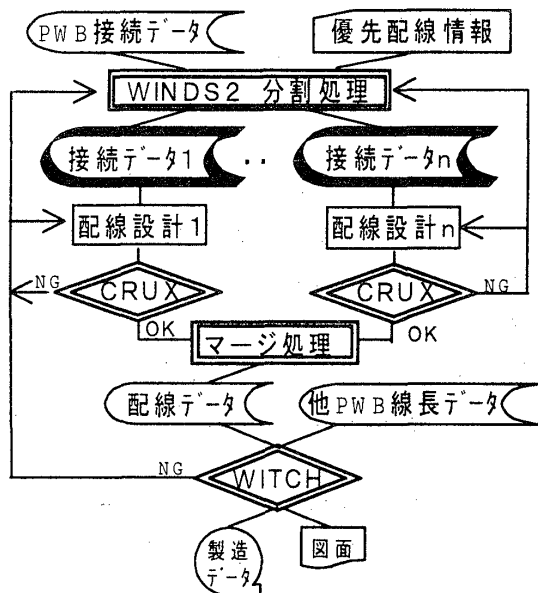 PWB接続データ
優先配線情報
WINDS2 分割処理
接続データ1 ‥ 接続データn
配線設計1
配線設計n
NG
CRUX
CRUX
NG
OK
マージ処理
OK
配線データ
他PWB線長データ
NG
WITCH
製造
データ
図面